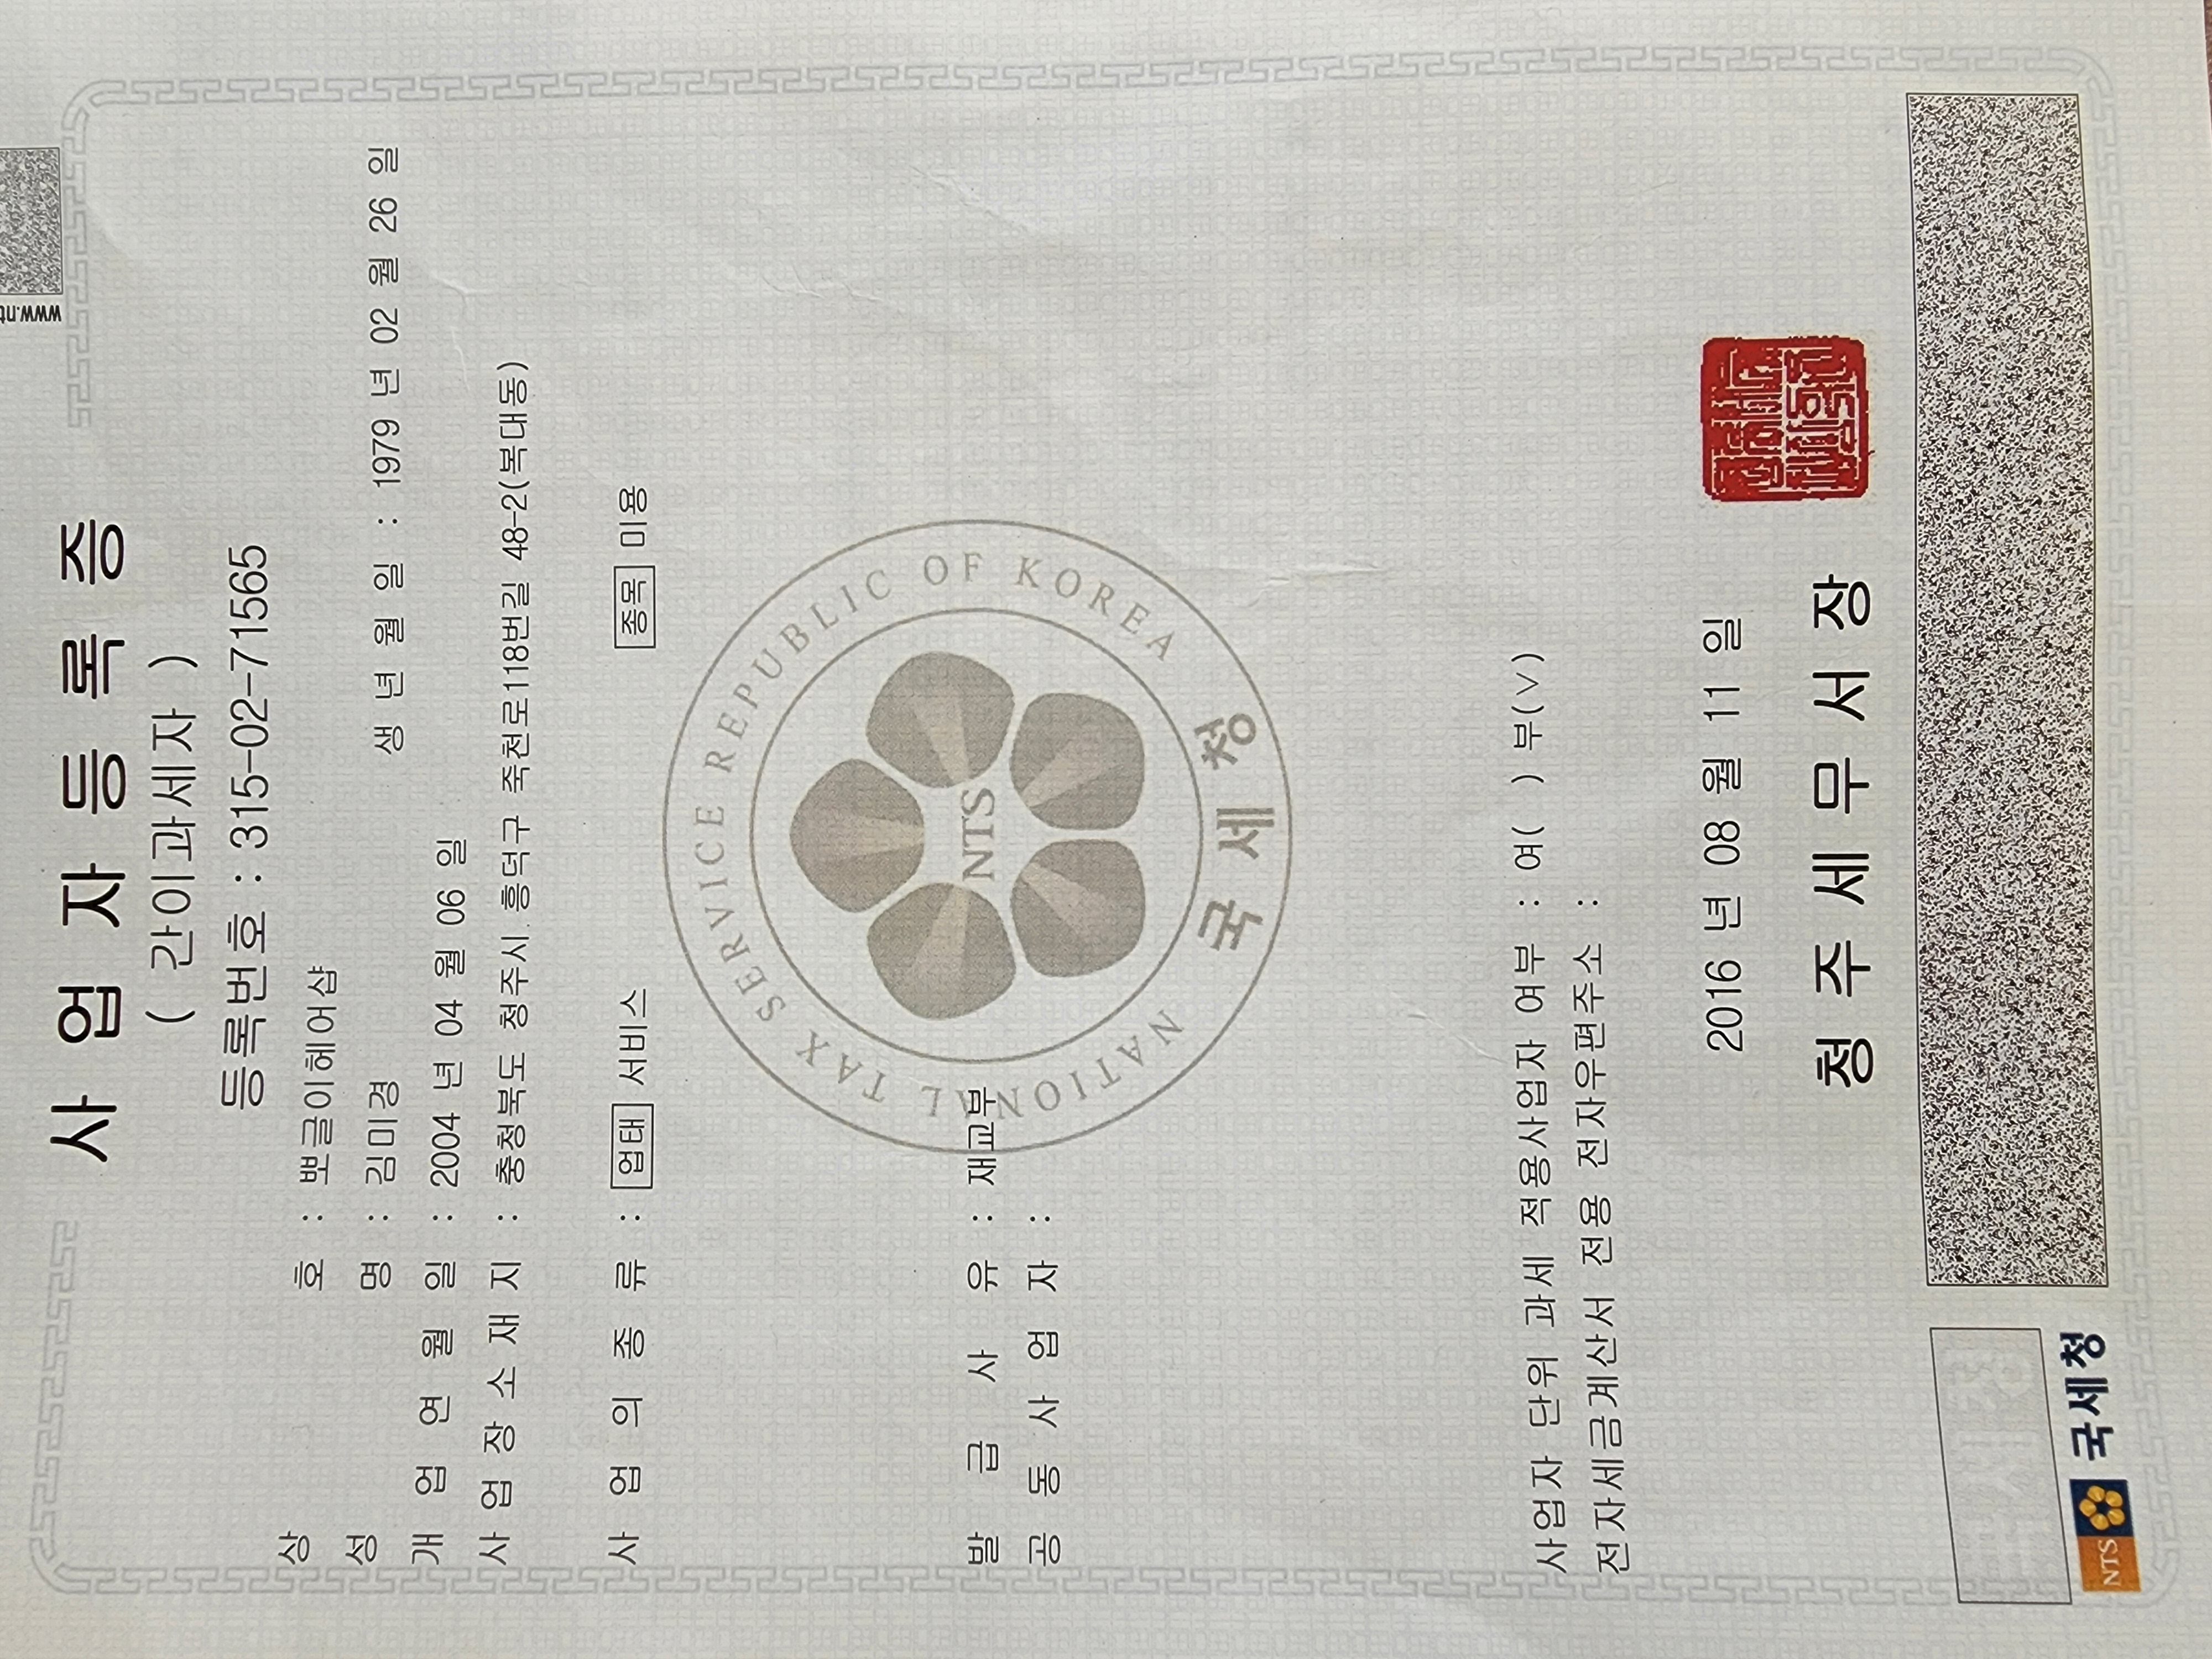 www.nt
사 업 자 등 록 증
( 간이과세자 )
등록번호 : 315-02-71565
상 호 : 뽀글이헤어샵
성 명 : 김미경 생 년 월 일 : 1979 년 02 월 26 일
개 업 연 월 일 : 2004 년 04 월 06 일
사 업 장 소 재 지 : 충청북도 청주시 흥덕구 죽천로118번길 48-2(복대동)
사 업 의 종 류 : 업태 서비스 종목 미용
NATIONAL TAX SERVICE REPUBLIC OF KOREA
NTS
국세청
발 급 사 유 : 재교부
공 동 사 업 자 :
사업자 단위 과세 적용사업자 여부 : 여( ) 부(∨)
전자세금계산서 전용 전자우편주소 :
2016 년 08 월 11 일
청 주 세 무 서 장
NTS 국세청